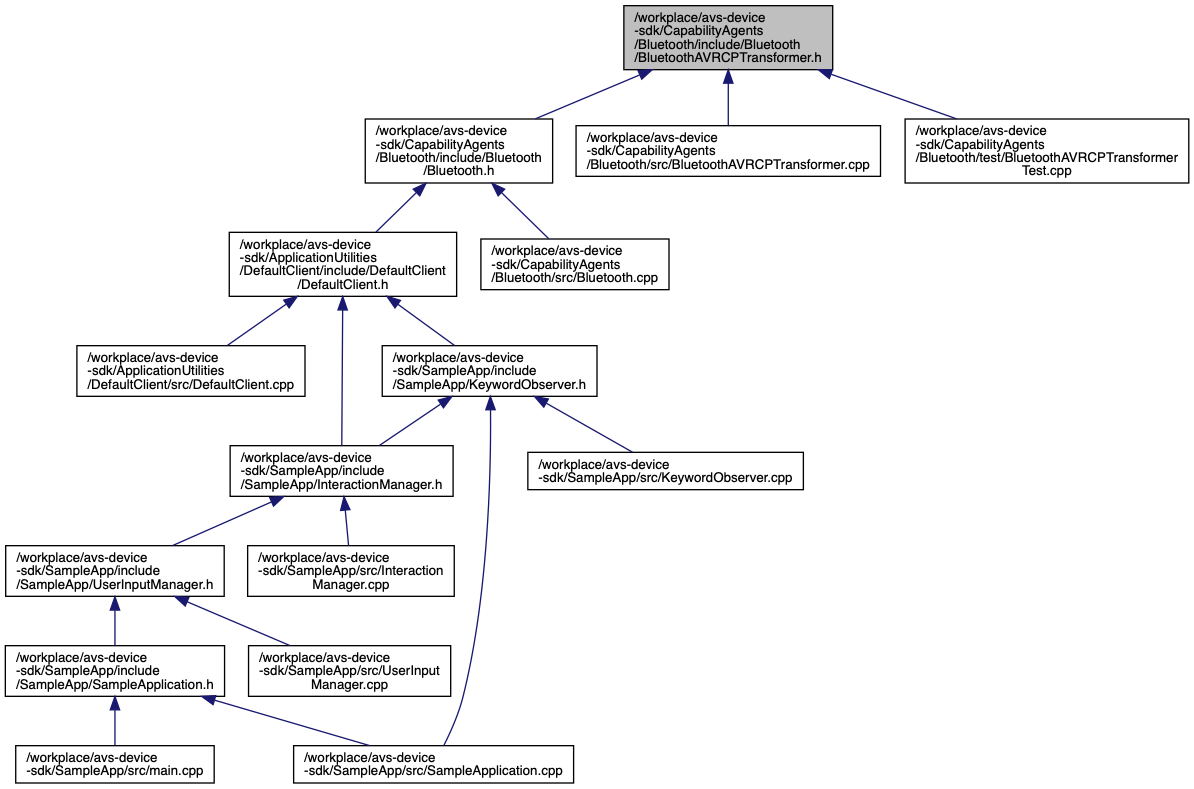 /workplace/avs-device
-sdk/CapabilityAgents
/Bluetooth/include/Bluetooth
/BluetoothAVRCPTransformer.h
/workplace/avs-device
-sdk/CapabilityAgents
/Bluetooth/include/Bluetooth
/Bluetooth.h
/workplace/avs-device
-sdk/CapabilityAgents
/Bluetooth/src/BluetoothAVRCPTransformer.cpp
/workplace/avs-device
-sdk/CapabilityAgents
/Bluetooth/test/BluetoothAVRCPTransformer
Test.cpp
/workplace/avs-device
-sdk/ApplicationUtilities
/DefaultClient/include/DefaultClient
/DefaultClient.h
/workplace/avs-device
-sdk/CapabilityAgents
/Bluetooth/src/Bluetooth.cpp
/workplace/avs-device
-sdk/ApplicationUtilities
/DefaultClient/src/DefaultClient.cpp
/workplace/avs-device
-sdk/SampleApp/include
/SampleApp/KeywordObserver.h
/workplace/avs-device
-sdk/SampleApp/include
/SampleApp/InteractionManager.h
/workplace/avs-device
-sdk/SampleApp/src/KeywordObserver.cpp
/workplace/avs-device
-sdk/SampleApp/include
/SampleApp/UserInputManager.h
/workplace/avs-device
-sdk/SampleApp/src/Interaction
Manager.cpp
/workplace/avs-device
-sdk/SampleApp/include
/SampleApp/SampleApplication.h
/workplace/avs-device
-sdk/SampleApp/src/UserInput
Manager.cpp
/workplace/avs-device
-sdk/SampleApp/src/main.cpp
/workplace/avs-device
-sdk/SampleApp/src/SampleApplication.cpp